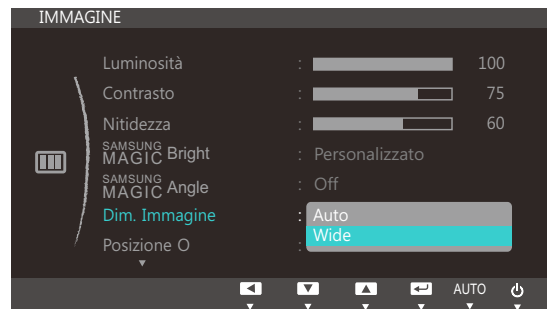 IMMAGINE
Luminosità : 100
Contrasto : 75
Nitidezza : 60
SAMSUNG MAGIC Bright : Personalizzato
SAMSUNG MAGIC Angle : Off
Dim. Immagine : Auto
Wide
Posizione O :
AUTO